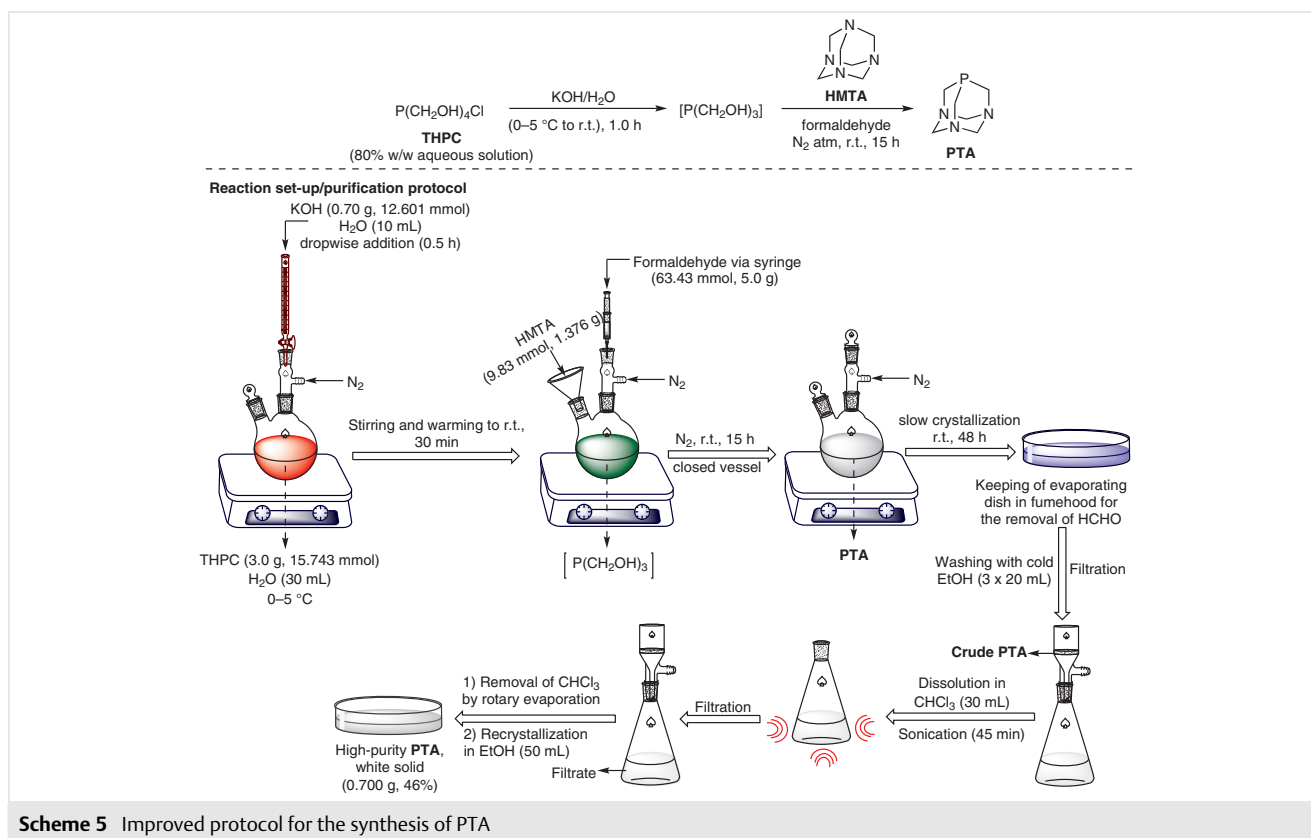 N
N
N
N
HMTA
P(CH₂OH)₄Cl
THPC
(80% w/w aqueous solution)
KOH/H₂O
(0–5 °C to r.t.), 1.0 h
[P(CH₂OH)₃]
formaldehyde
N₂ atm, r.t., 15 h
P
N
N
N
PTA
Reaction set-up/purification protocol
KOH (0.70 g, 12.601 mmol)
H₂O (10 mL)
dropwise addition (0.5 h)
N₂
THPC (3.0 g, 15.743 mmol)
H₂O (30 mL)
0–5 °C
Stirring and warming to r.t.,
30 min
Formaldehyde via syringe
(63.43 mmol, 5.0 g)
HMTA
(9.83 mmol, 1.376 g)
N₂
[P(CH₂OH)₃]
N₂, r.t., 15 h
closed vessel
N₂
PTA
slow crystallization
r.t., 48 h
Keeping of evaporating
dish in fumehood for
the removal of HCHO
Washing with cold
EtOH (3 x 20 mL)
Filtration
Crude PTA
Dissolution in
CHCl₃ (30 mL)
Sonication (45 min)
Filtration
Filtrate
1) Removal of CHCl₃
by rotary evaporation
2) Recrystallization
in EtOH (50 mL)
High-purity PTA,
white solid
(0.700 g, 46%)
Scheme 5 Improved protocol for the synthesis of PTA